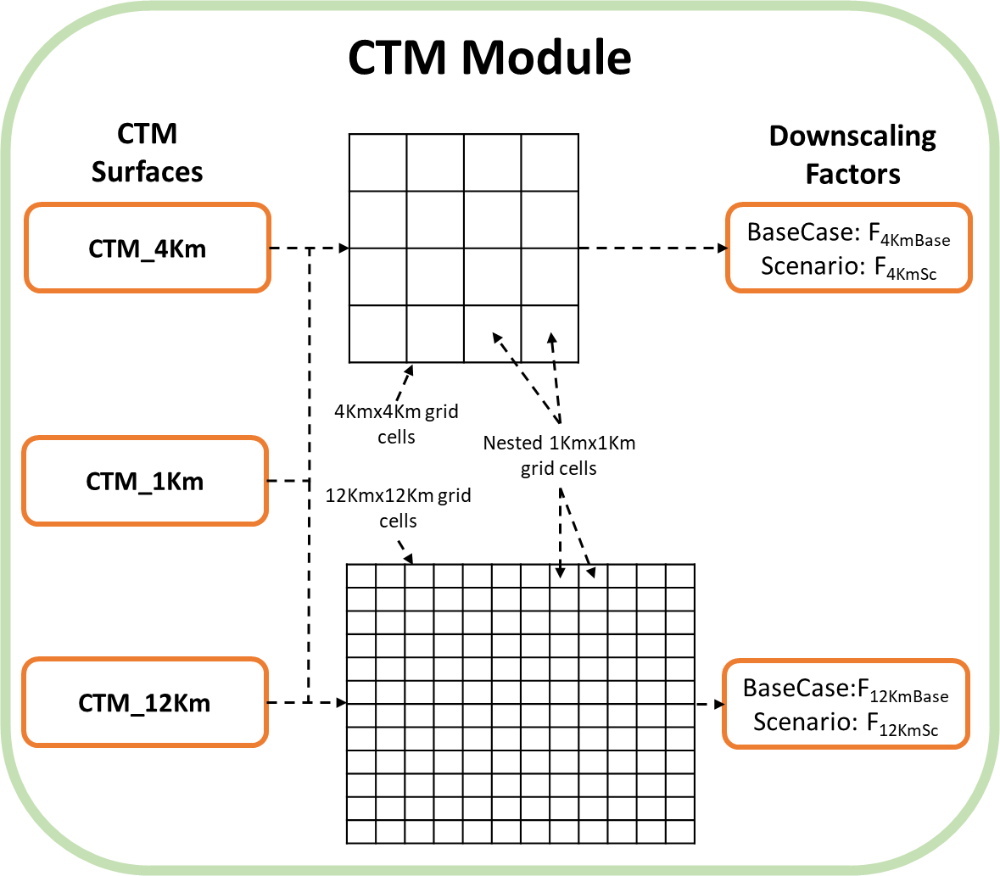 CTM Module
CTM
Surfaces
Downscaling
Factors
CTM_4Km
BaseCase: F4KmBase
Scenario: F4KmSc
4Kmx4Km grid
cells
Nested 1Kmx1Km
grid cells
CTM_1Km
12Kmx12Km grid
cells
CTM_12Km
BaseCase:F12KmBase
Scenario: F12KmSc